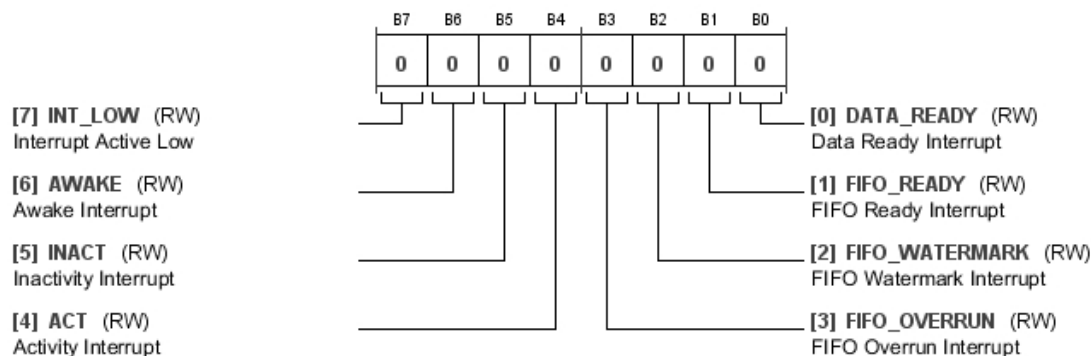 B7 B6 B5 B4 B3 B2 B1 B0
0 0 0 0 0 0 0 0
[7] INT_LOW (RW)
Interrupt Active Low
[6] AWAKE (RW)
Awake Interrupt
[5] INACT (RW)
Inactivity Interrupt
[4] ACT (RW)
Activity Interrupt
[0] DATA_READY (RW)
Data Ready Interrupt
[1] FIFO_READY (RW)
FIFO Ready Interrupt
[2] FIFO_WATERMARK (RW)
FIFO Watermark Interrupt
[3] FIFO_OVERRUN (RW)
FIFO Overrun Interrupt